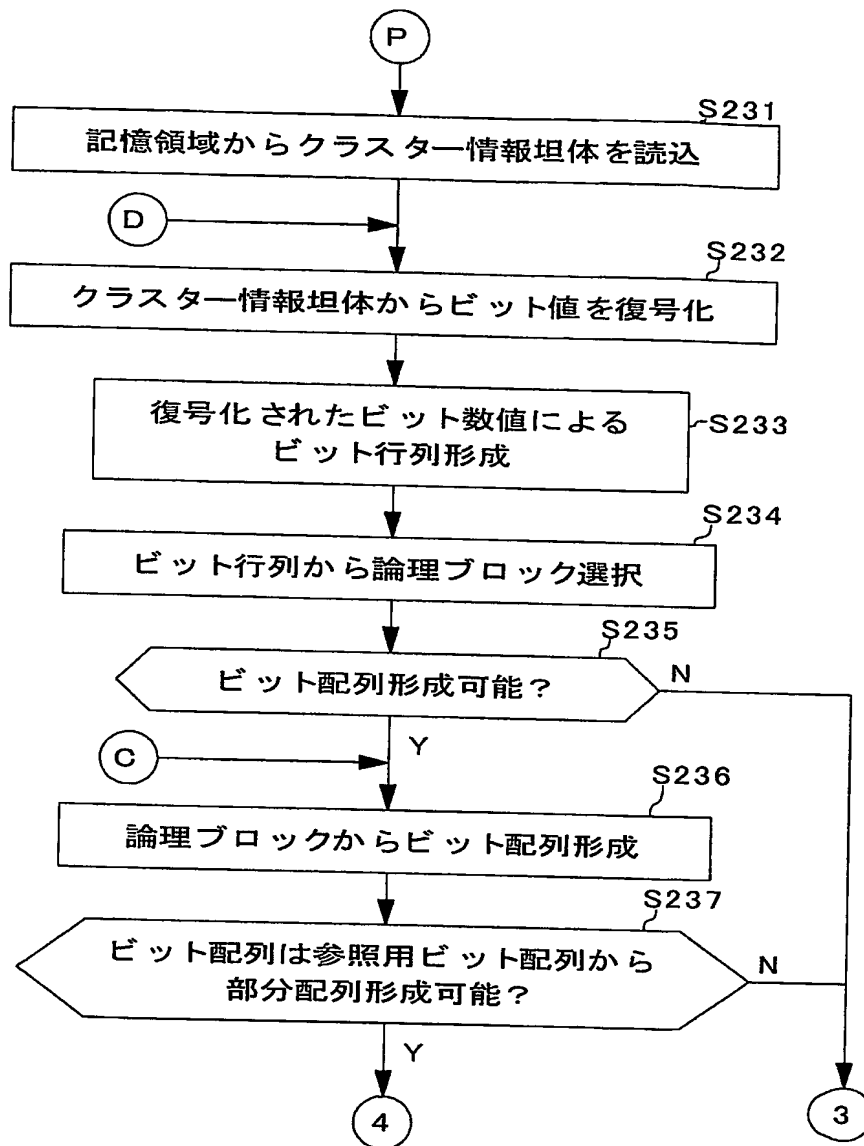 P
S231
記憶領域からクラスター情報坦体を読込
D
S232
クラスター情報坦体からビット値を復号化
復号化されたビット数値による
ビット行列形成
S233
S234
ビット行列から論理ブロック選択
S235
ビット配列形成可能？
N
Y
C
S236
論理ブロックからビット配列形成
S237
ビット配列は参照用ビット配列から
部分配列形成可能？
N
Y
4
3